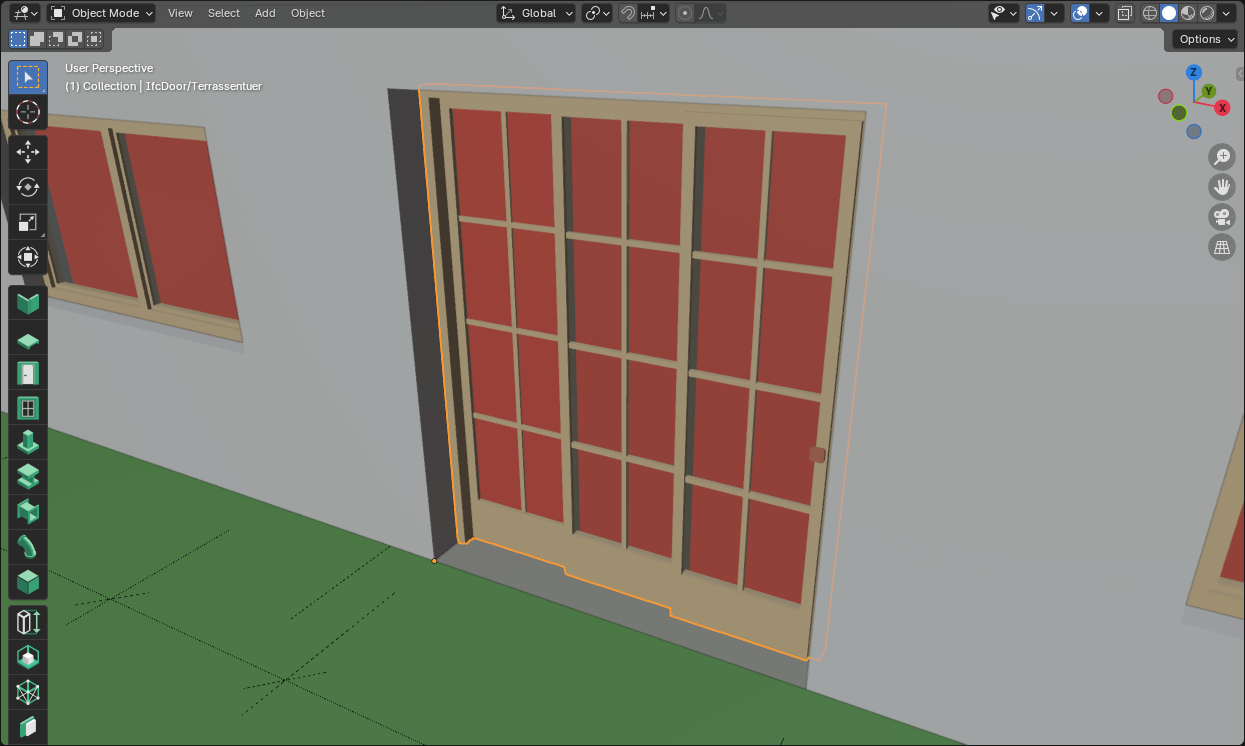 Object Mode View Select Add Object Global
Options
User Perspective
(1) Collection | IfcDoor/Terrassentuer
Z
Y
X